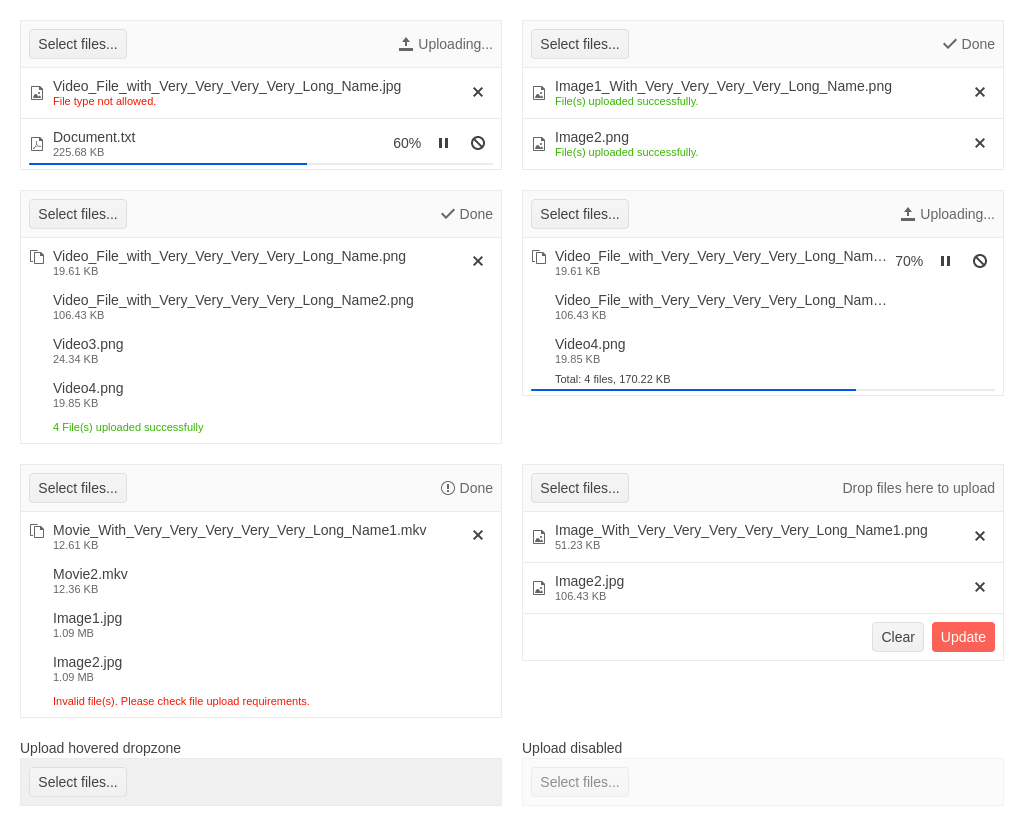 Select files...
Uploading...
Video_File_with_Very_Very_Very_Very_Long_Name.jpg
File type not allowed.
Document.txt
225.68 KB
60%
Select files...
Done
Image1_With_Very_Very_Very_Very_Long_Name.png
File(s) uploaded successfully.
Image2.png
File(s) uploaded successfully.
Select files...
Done
Video_File_with_Very_Very_Very_Very_Long_Name.png
19.61 KB
Video_File_with_Very_Very_Very_Very_Long_Name2.png
106.43 KB
Video3.png
24.34 KB
Video4.png
19.85 KB
4 File(s) uploaded successfully
Select files...
Uploading...
Video_File_with_Very_Very_Very_Very_Long_Nam…
19.61 KB
70%
Video_File_with_Very_Very_Very_Very_Long_Nam…
106.43 KB
Video4.png
19.85 KB
Total: 4 files, 170.22 KB
Select files...
Done
Movie_With_Very_Very_Very_Very_Very_Long_Name1.mkv
12.61 KB
Movie2.mkv
12.36 KB
Image1.jpg
1.09 MB
Image2.jpg
1.09 MB
Invalid file(s). Please check file upload requirements.
Select files...
Drop files here to upload
Image_With_Very_Very_Very_Very_Very_Long_Name1.png
51.23 KB
Image2.jpg
106.43 KB
Clear
Update
Upload hovered dropzone
Select files...
Upload disabled
Select files...